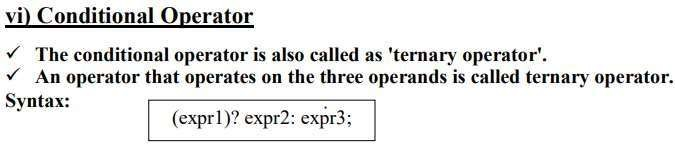 vi) Conditional Operator
✓ The conditional operator is also called as 'ternary operator'.
✓ An operator that operates on the three operands is called ternary operator.
Syntax:
(expr1)? expr2: expr3;